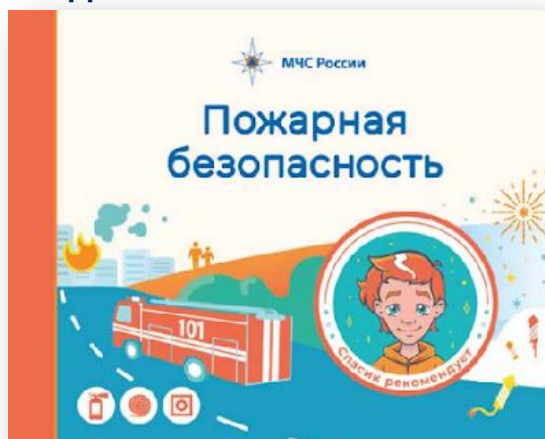 МЧС России
Пожарная
безопасность
101
Спасик рекомендует